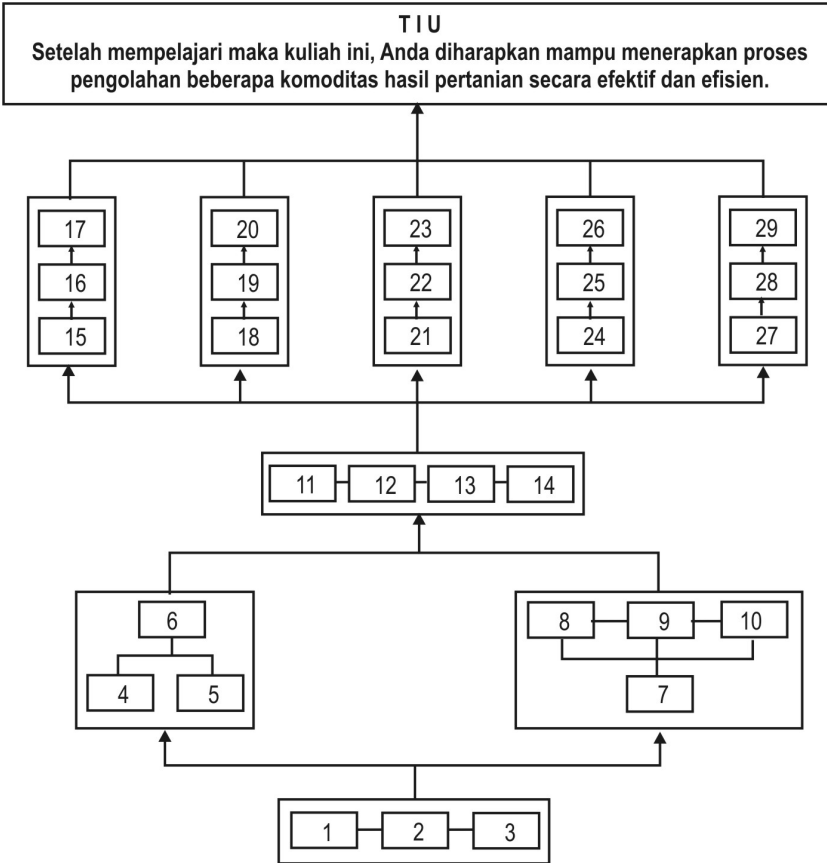 T I U
Setelah mempelajari maka kuliah ini, Anda diharapkan mampu menerapkan proses
pengolahan beberapa komoditas hasil pertanian secara efektif dan efisien.
17 20 23 26 29
16 19 22 25 28
15 18 21 24 27
11 12 13 14
6 8 9 10
4 5 7
1 2 3